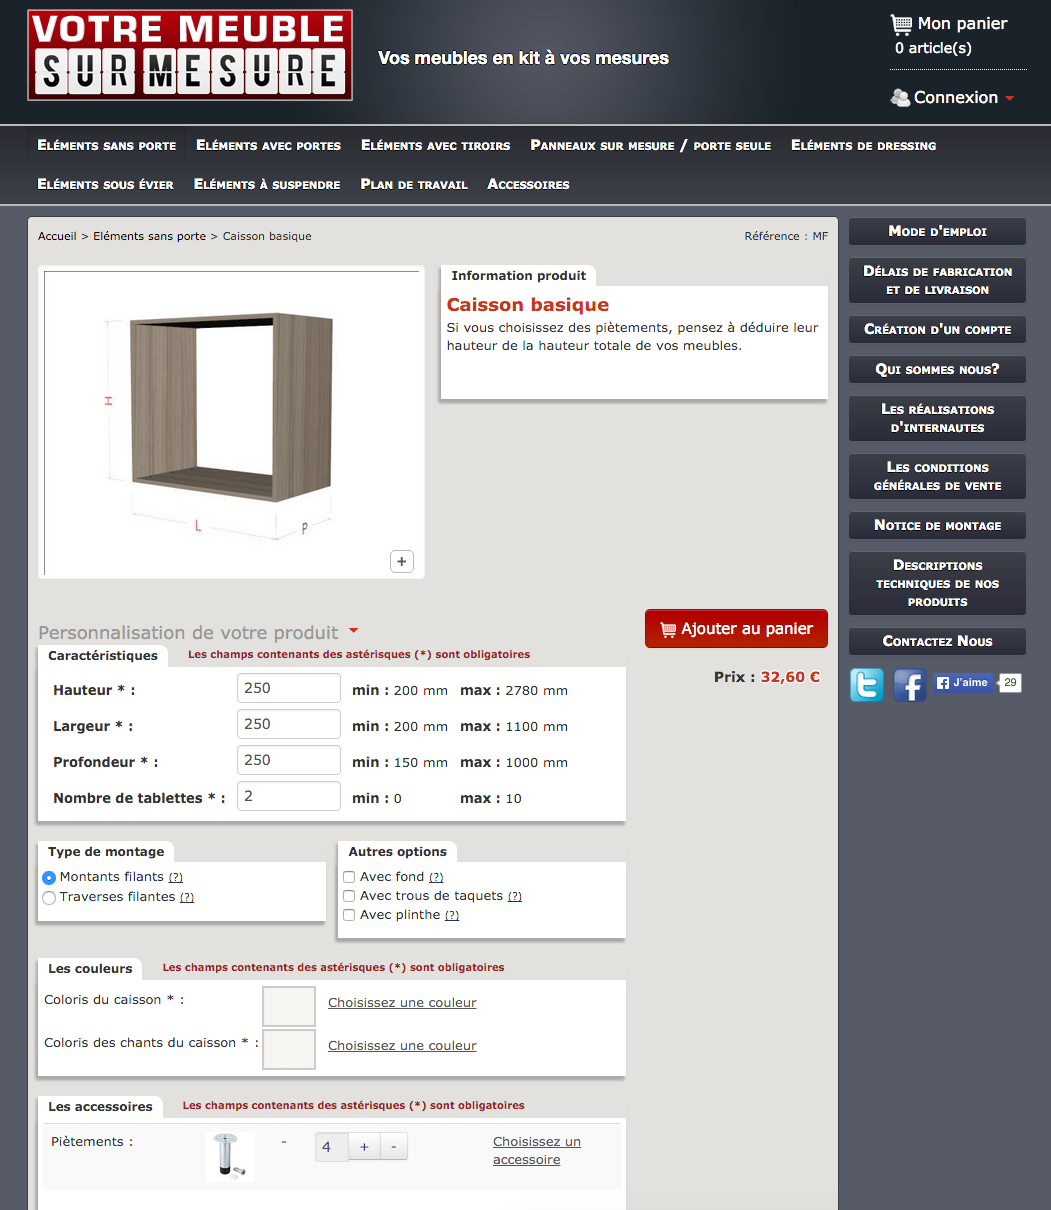 VOTRE MEUBLE
SUR MESURE
Vos meubles en kit à vos mesures
Mon panier
0 article(s)
Connexion
Eléments sans porte
Eléments avec portes
Eléments avec tiroirs
Panneaux sur mesure / porte seule
Eléments de dressing
Eléments sous évier
Eléments à suspendre
Plan de travail
Accessoires
Accueil > Eléments sans porte > Caisson basique
Référence : MF
H
L
P
+
Information produit
Caisson basique
Si vous choisissez des piètements, pensez à déduire leur
hauteur de la hauteur totale de vos meubles.
Personnalisation de votre produit
Ajouter au panier
Prix : 32,60 €
Caractéristiques
Les champs contenants des astérisques (*) sont obligatoires
Hauteur * : 250 min : 200 mm max : 2780 mm
Largeur * : 250 min : 200 mm max : 1100 mm
Profondeur * : 250 min : 150 mm max : 1000 mm
Nombre de tablettes * : 2 min : 0 max : 10
Type de montage
Montants filants (?)
Traverses filantes (?)
Autres options
Avec fond (?)
Avec trous de taquets (?)
Avec plinthe (?)
Les couleurs
Les champs contenants des astérisques (*) sont obligatoires
Coloris du caisson * : Choisissez une couleur
Coloris des chants du caisson * : Choisissez une couleur
Les accessoires
Les champs contenants des astérisques (*) sont obligatoires
Piètements : - 4 + - Choisissez un
accessoire
Mode d'emploi
Délais de fabrication
et de livraison
Création d'un compte
Qui sommes nous?
Les réalisations
d'internautes
Les conditions
générales de vente
Notice de montage
Descriptions
techniques de nos
produits
Contactez Nous
J'aime 29